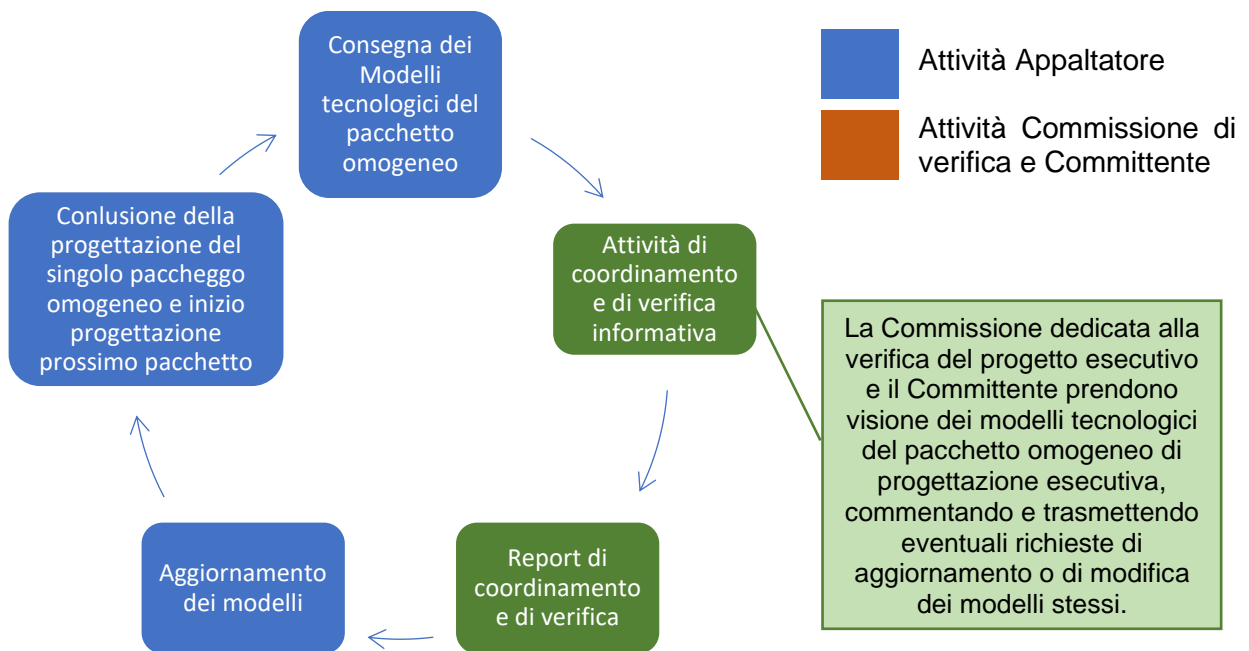 Consegna dei
Modelli
tecnologici del
pacchetto
omogeneo
Attività Appaltatore
Attività Commissione di
verifica e Committente
Conlusione della
progettazione del
singolo paccheggo
omogeneo e inizio
progettazione
prossimo pacchetto
Attività di
coordinamento
e di verifica
informativa
La Commissione dedicata alla
verifica del progetto esecutivo
e il Committente prendono
visione dei modelli tecnologici
del pacchetto omogeneo di
progettazione esecutiva,
commentando e trasmettendo
eventuali richieste di
aggiornamento o di modifica
dei modelli stessi.
Aggiornamento
dei modelli
Report di
coordinamento
e di verifica